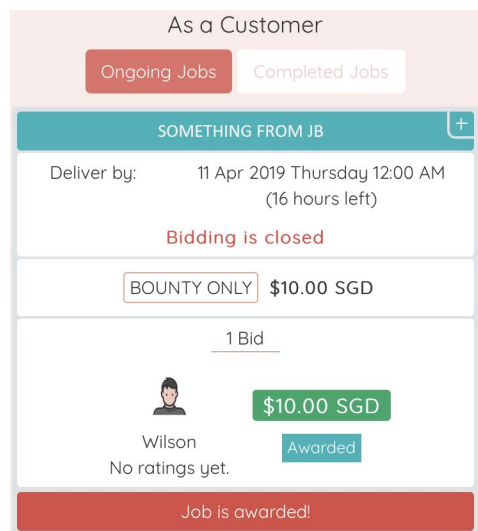 As a Customer
Ongoing Jobs Completed Jobs
SOMETHING FROM JB +
Deliver by: 11 Apr 2019 Thursday 12:00 AM
(16 hours left)
Bidding is closed
BOUNTY ONLY $10.00 SGD
1 Bid
$10.00 SGD
Wilson Awarded
No ratings yet.
Job is awarded!